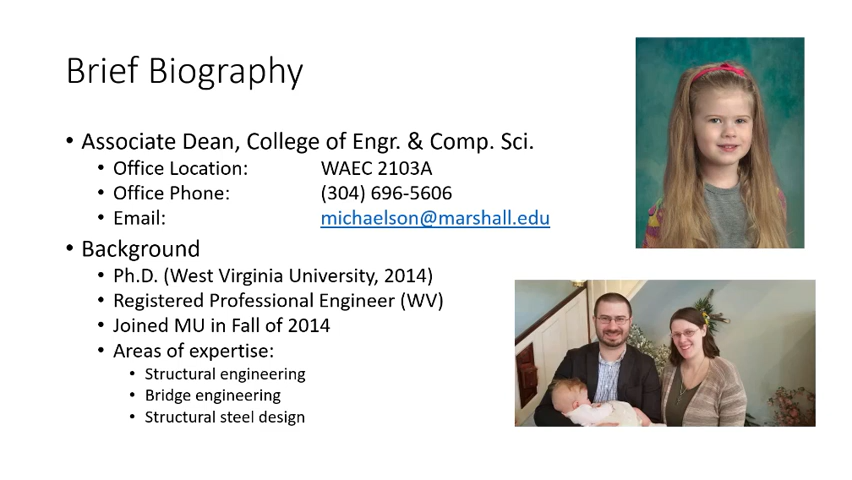 Brief Biography
• Associate Dean, College of Engr. & Comp. Sci.
• Office Location: WAEC 2103A
• Office Phone: (304) 696-5606
• Email: michaelson@marshall.edu
• Background
• Ph.D. (West Virginia University, 2014)
• Registered Professional Engineer (WV)
• Joined MU in Fall of 2014
• Areas of expertise:
• Structural engineering
• Bridge engineering
• Structural steel design